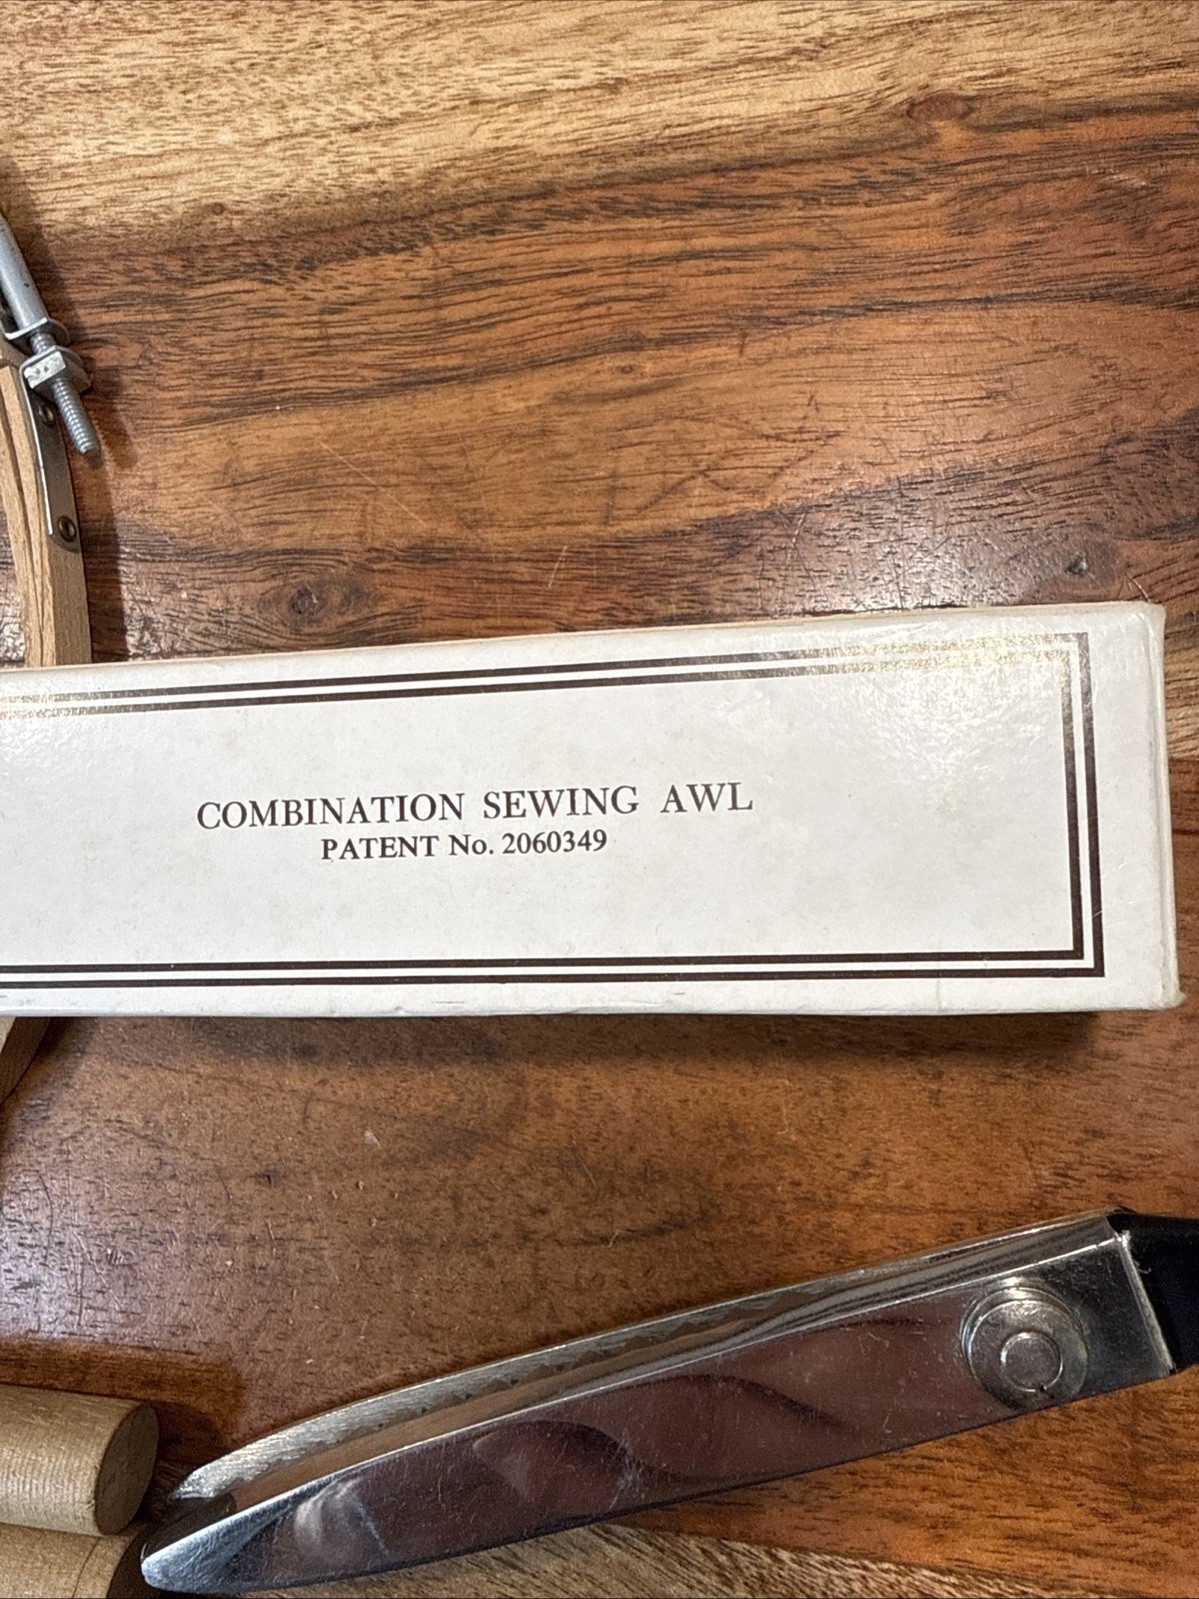 COMBINATION SEWING AWL
PATENT No. 2060349